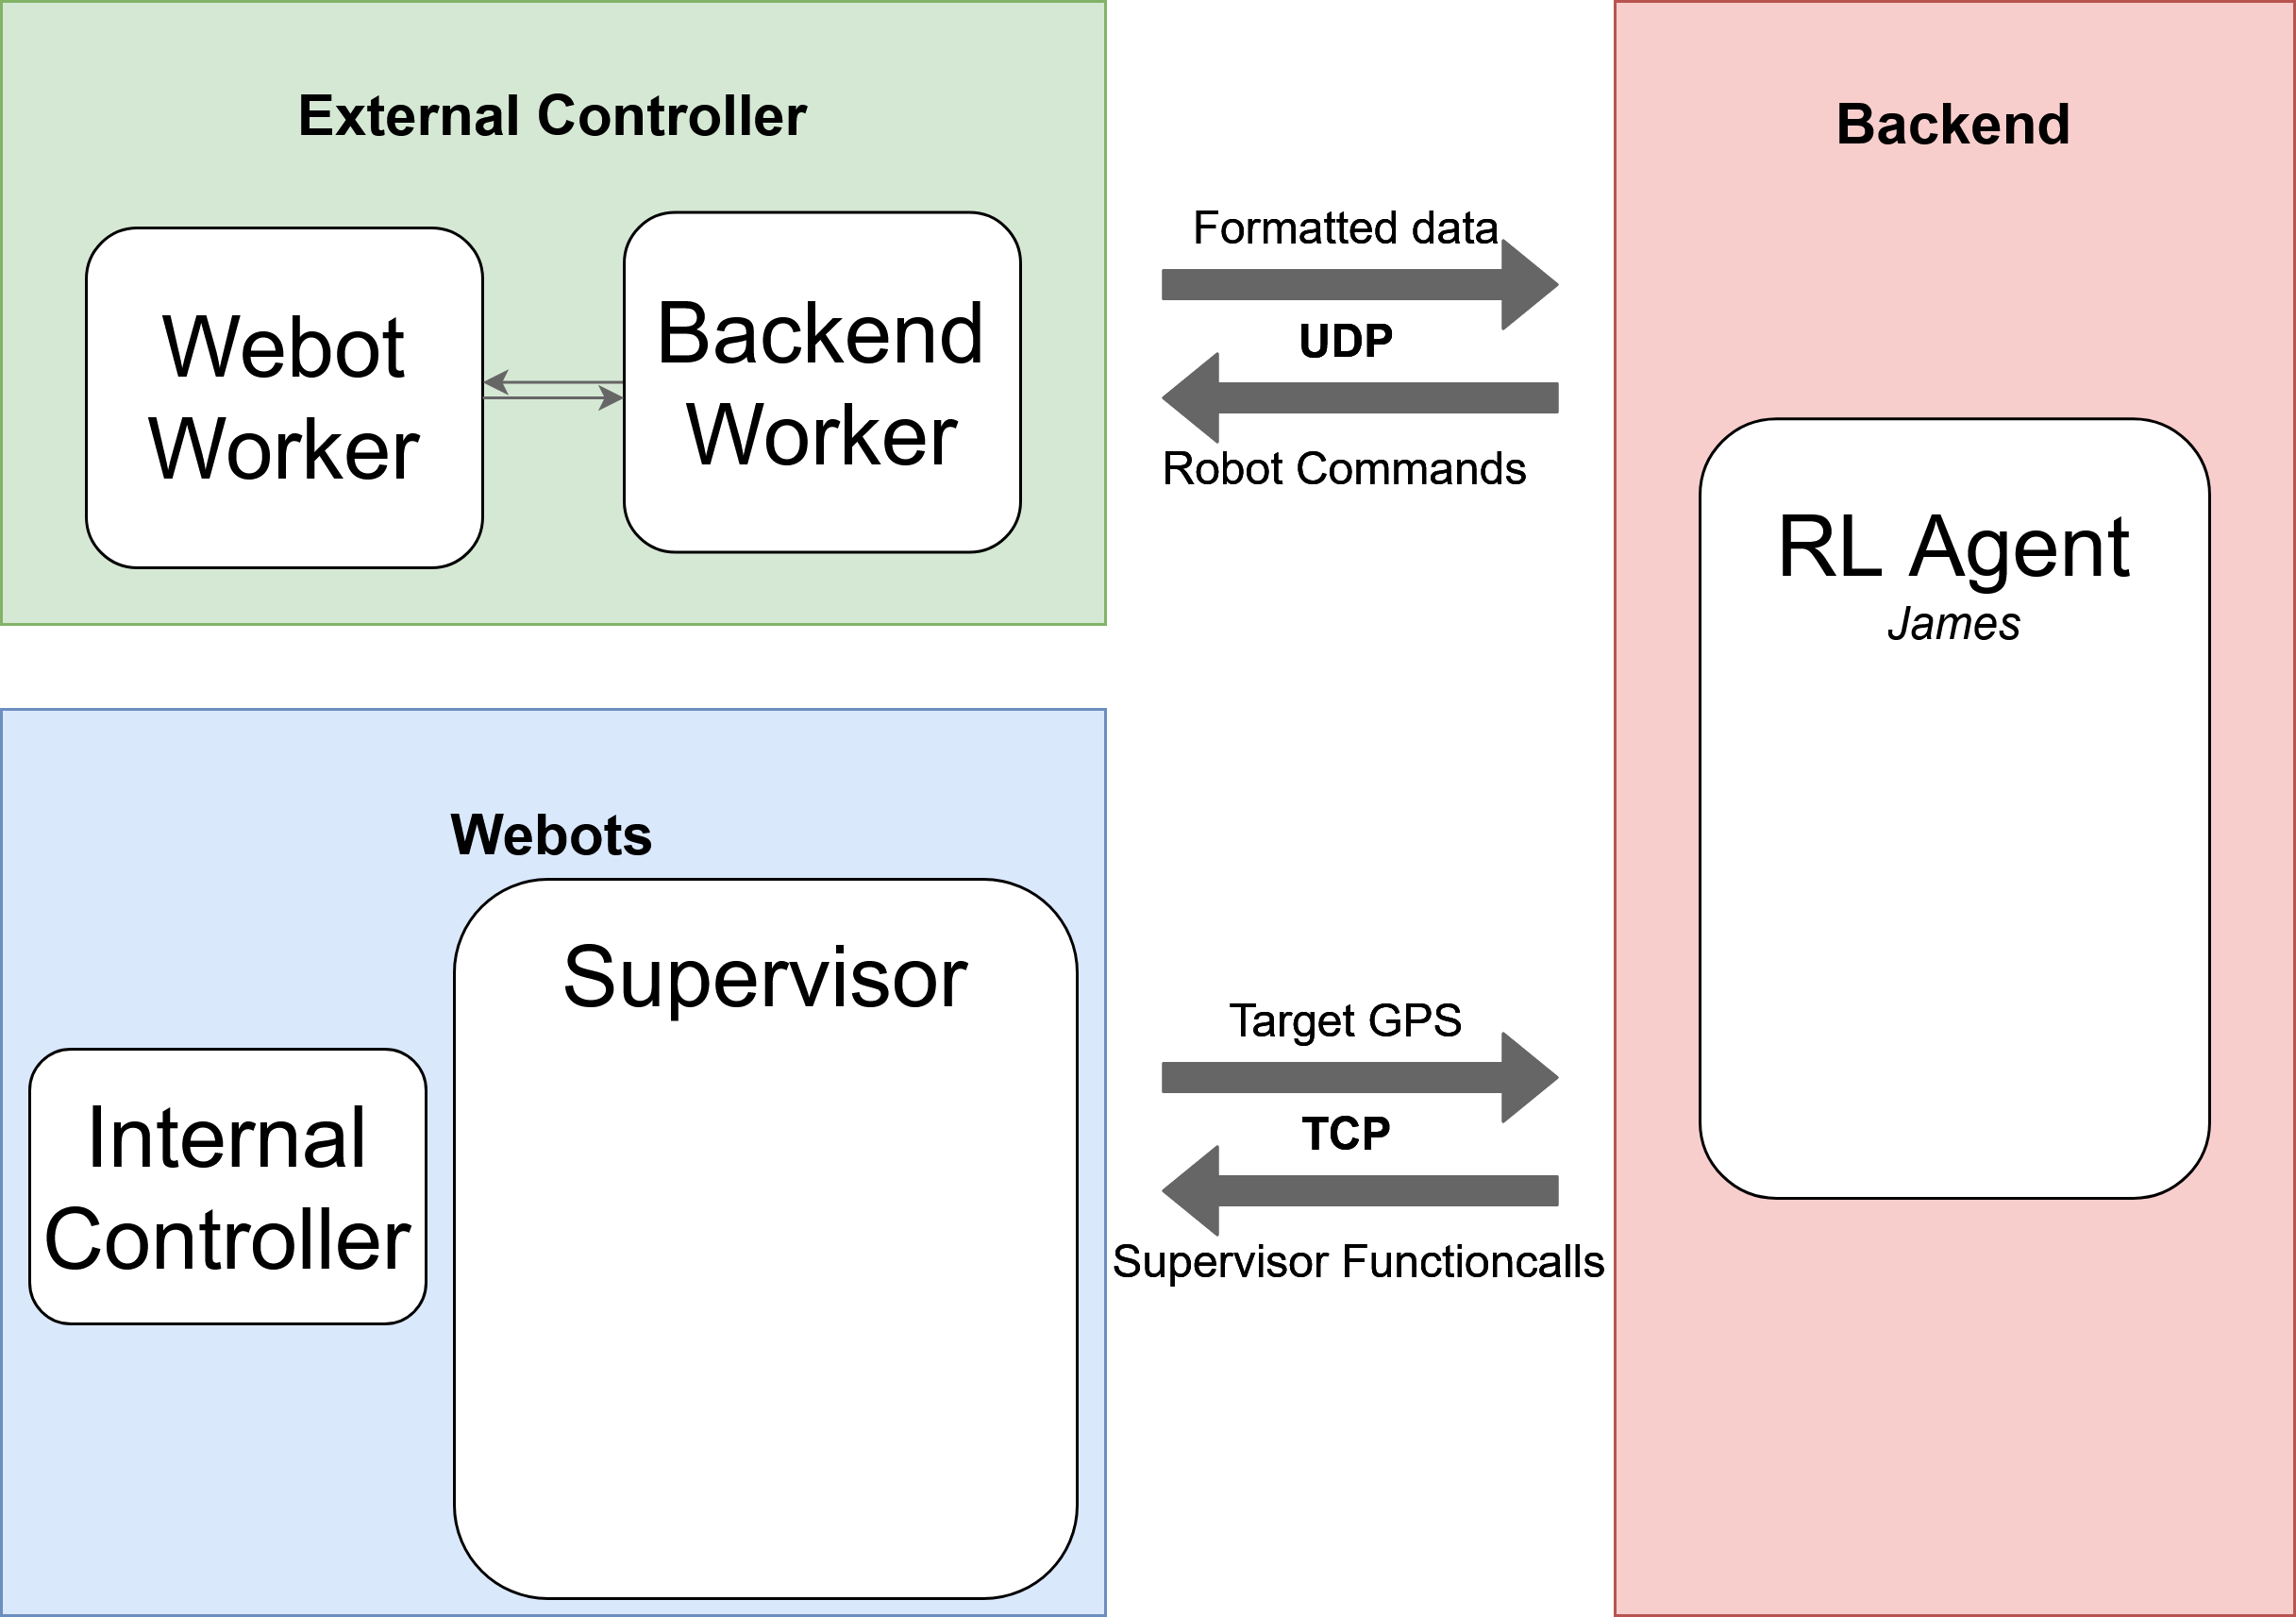 External Controller
Webot
Worker
Backend
Worker
Formatted data
UDP
Robot Commands
Backend
RL Agent
James
Webots
Supervisor
Internal
Controller
Target GPS
TCP
Supervisor Functioncalls